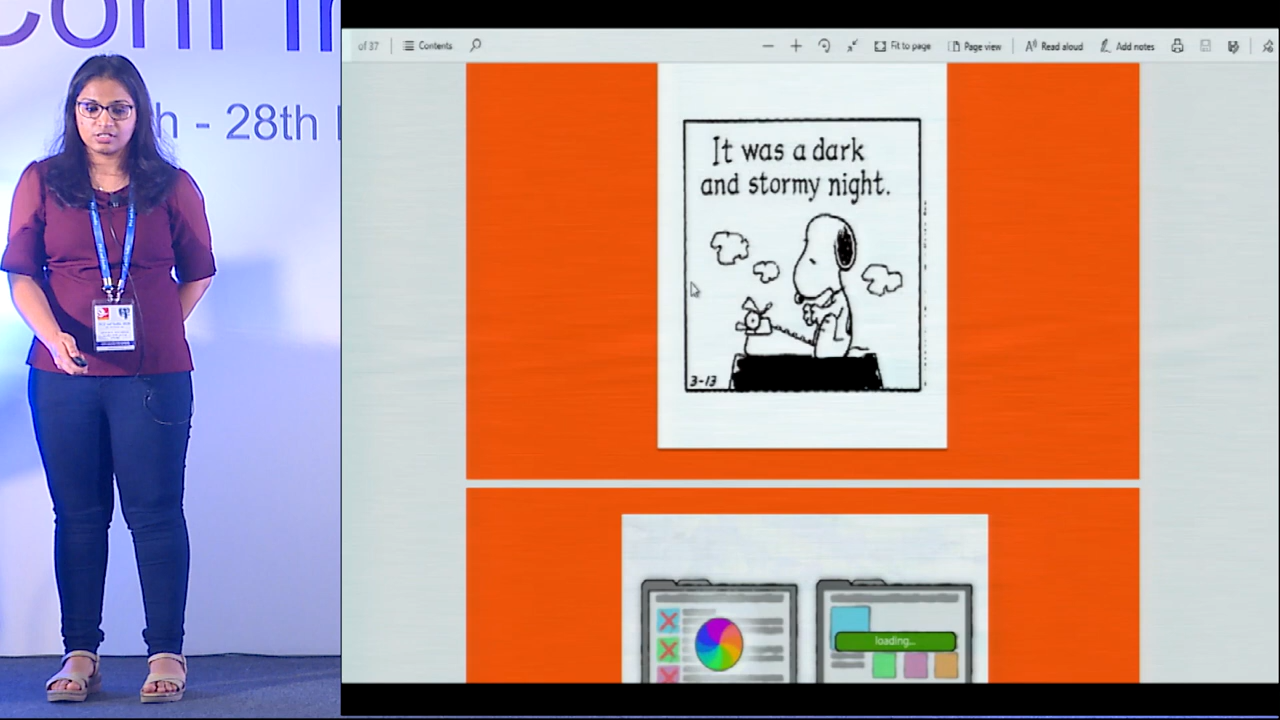 - 28th
of 37
Contents
Fit to page
Page view
Read aloud
Add notes
It was a dark
and stormy night.
3-13
loading...